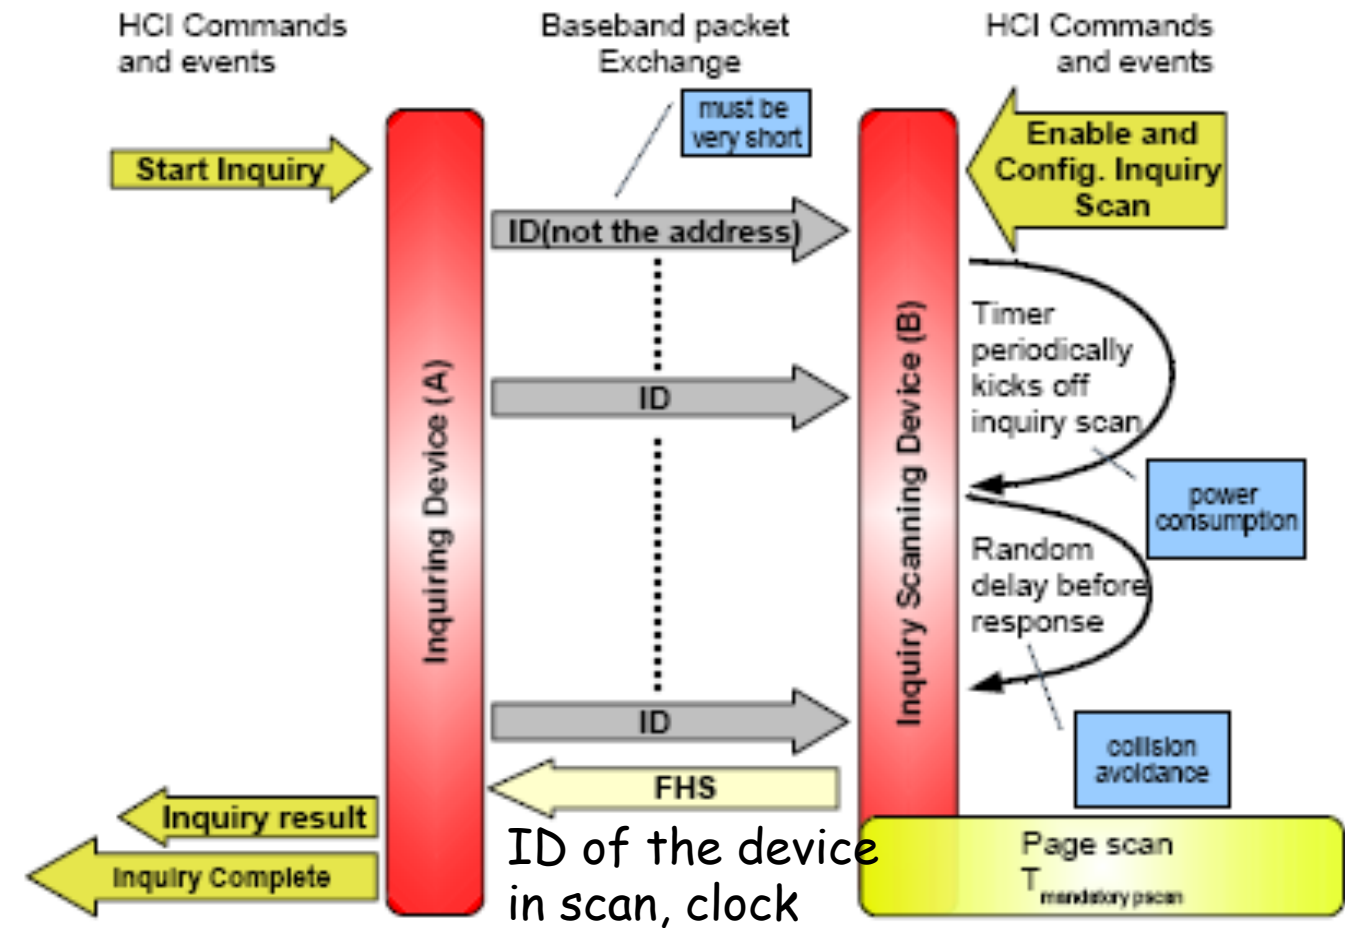 HCI Commands
and events
Baseband packet
Exchange
HCI Commands
and events
must be
very short
Start Inquiry
Enable and
Config. Inquiry
Scan
ID(not the address)
Timer
periodically
kicks off
inquiry scan
ID
Inquiring Device (A)
Inquiry Scanning Device (B)
power
consumption
Random
delay before
response
ID
collision
avoidance
FHS
Inquiry result
ID of the device
in scan, clock
Page scan
Tmandatory pscan
Inquiry Complete